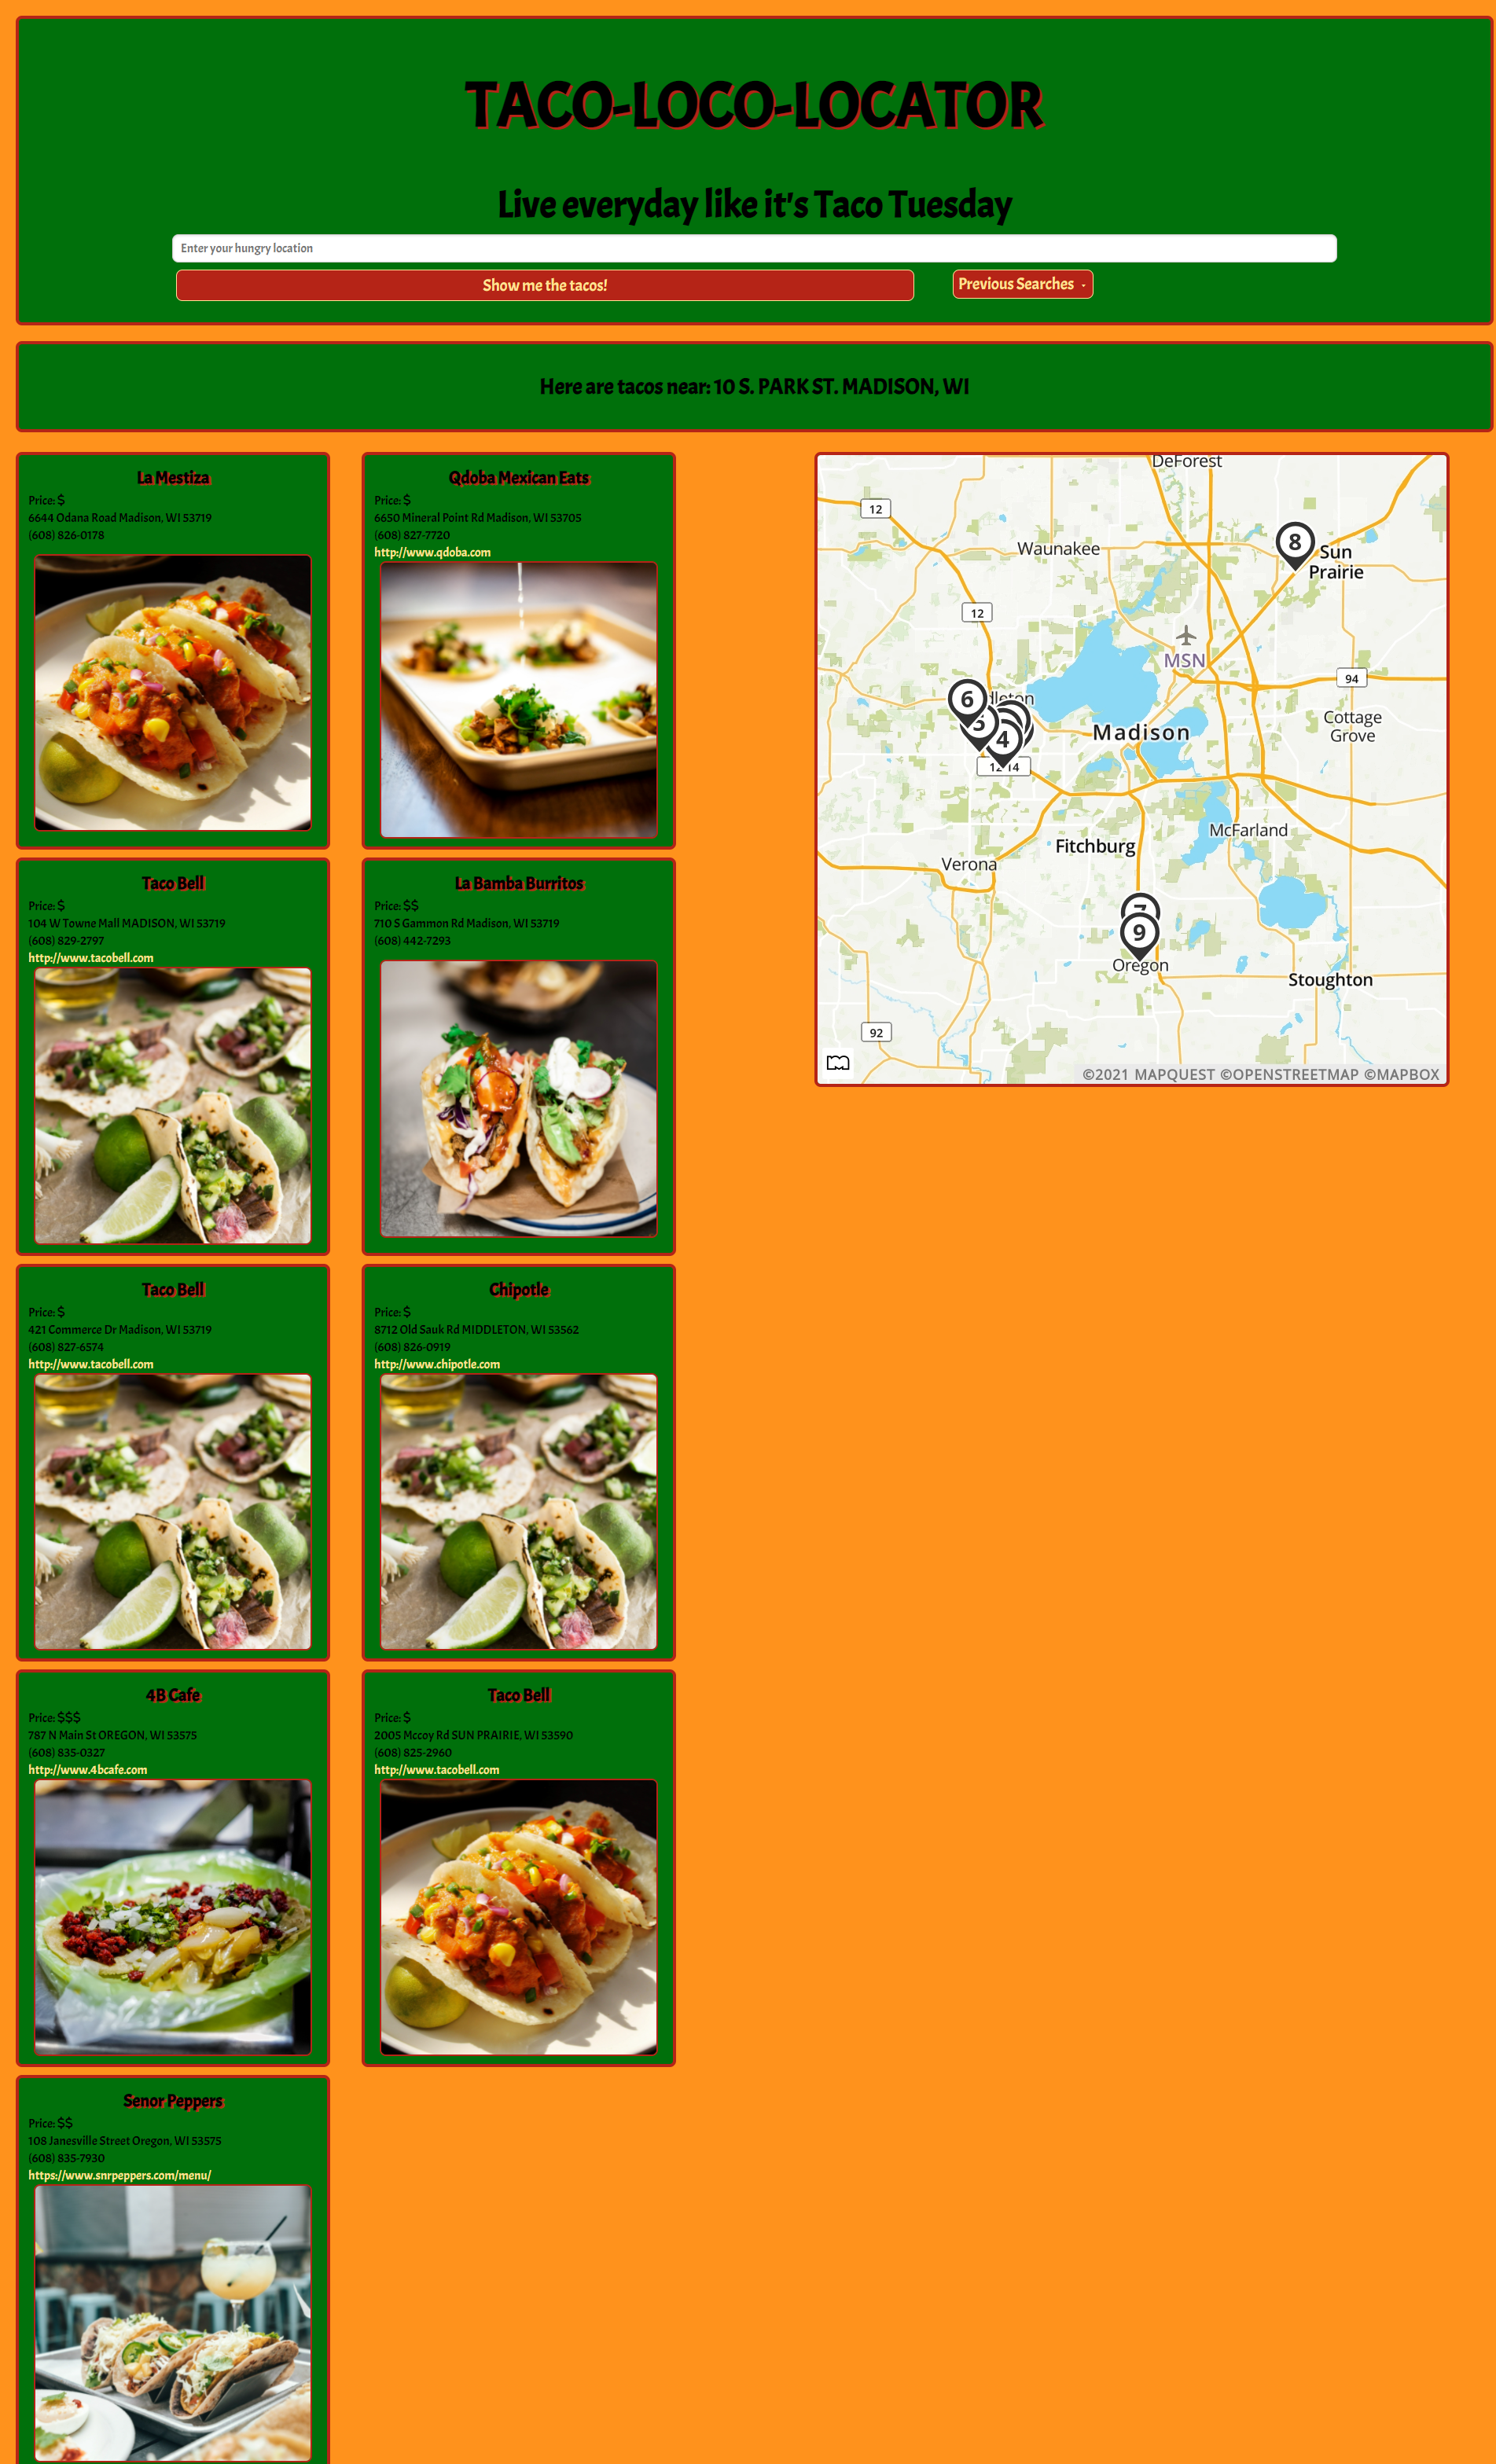 TACO-LOCO-LOCATOR
Live everyday like it's Taco Tuesday
Enter your hungry location
Show me the tacos!
Previous Searches
Here are tacos near: 10 S. PARK ST. MADISON, WI
La Mestiza
Price: $
6644 Odana Road Madison, WI 53719
(608) 826-0178
Qdoba Mexican Eats
Price: $
6650 Mineral Point Rd Madison, WI 53705
(608) 827-7720
http://www.qdoba.com
Taco Bell
Price: $
104 W Towne Mall MADISON, WI 53719
(608) 829-2797
http://www.tacobell.com
La Bamba Burritos
Price: $$
710 S Gammon Rd Madison, WI 53719
(608) 442-7293
Taco Bell
Price: $
421 Commerce Dr Madison, WI 53719
(608) 827-6574
http://www.tacobell.com
Chipotle
Price: $
8712 Old Sauk Rd MIDDLETON, WI 53562
(608) 826-0919
http://www.chipotle.com
4B Cafe
Price: $$$
787 N Main St OREGON, WI 53575
(608) 835-0327
http://www.4bcafe.com
Taco Bell
Price: $
2005 Mccoy Rd SUN PRAIRIE, WI 53590
(608) 825-2960
http://www.tacobell.com
Senor Peppers
Price: $$
108 Janesville Street Oregon, WI 53575
(608) 835-7930
https://www.snrpeppers.com/menu/
DeForest
12
Waunakee
8
Sun
Prairie
12
MSN
94
6
dleton
5
4
Madison
Cottage
Grove
12 14
McFarland
Fitchburg
Verona
7
9
Oregon
Stoughton
92
©2021 MAPQUEST ©OPENSTREETMAP ©MAPBOX